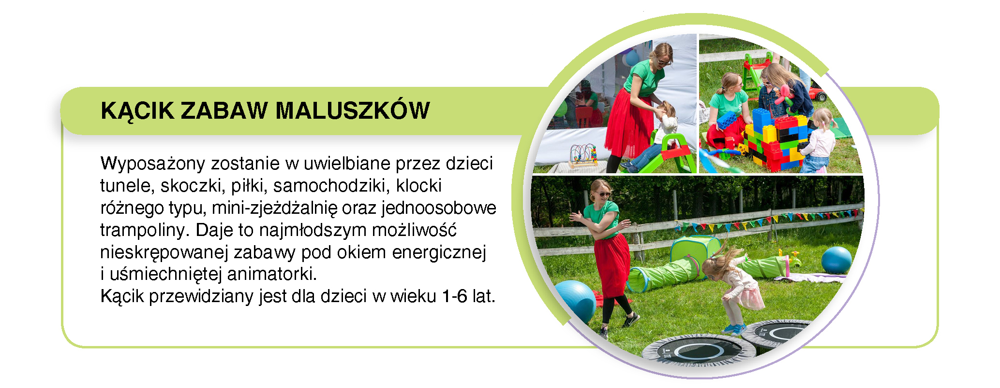 KĄCIK ZABAW MALUSZKÓW
Wyposażony zostanie w uwielbiane przez dzieci
tunele, skoczki, piłki, samochodziki, klocki
różnego typu, mini-zjeżdżalnię oraz jednoosobowe
trampoliny. Daje to najmłodszym możliwość
nieskrępowanej zabawy pod okiem energicznej
i uśmiechniętej animatorki.
Kącik przewidziany jest dla dzieci w wieku 1-6 lat.